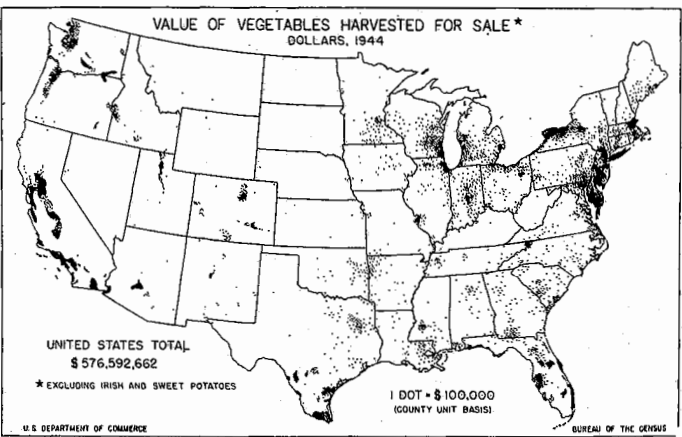 VALUE OF VEGETABLES HARVESTED FOR SALE*
DOLLARS, 1944
UNITED STATES TOTAL
$576,592,662
* EXCLUDING IRISH AND SWEET POTATOES
1 DOT = $100,000
(COUNTY UNIT BASIS)
U.S. DEPARTMENT OF COMMERCE
BUREAU OF THE CENSUS